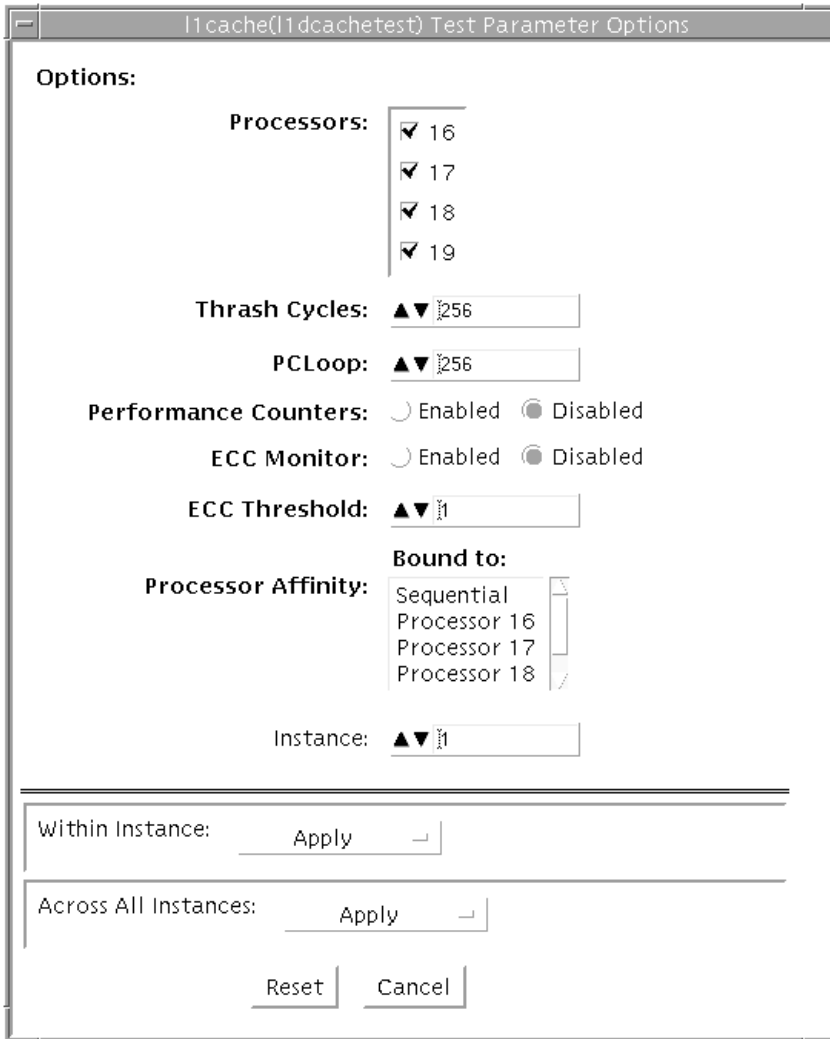 l1cache(l1dcachetest) Test Parameter Options
Options:
Processors:
16
17
18
19
Thrash Cycles: 256
PCLoop: 256
Performance Counters: Enabled Disabled
ECC Monitor: Enabled Disabled
ECC Threshold: 1
Bound to:
Processor Affinity:
Sequential
Processor 16
Processor 17
Processor 18
Instance: 1
Within Instance: Apply
Across All Instances: Apply
Reset Cancel